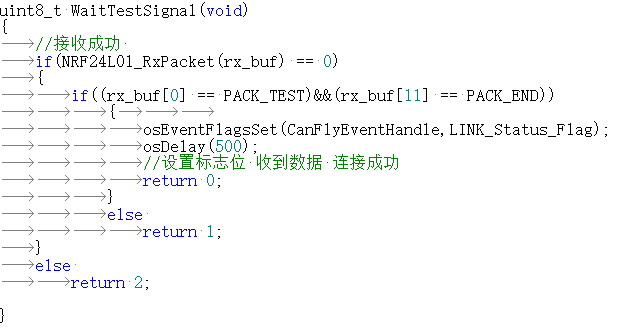 uint8_t WaitTestSignal(void)
{
//接收成功
if(NRF24L01_RxPacket(rx_buf) == 0)
{
if((rx_buf[0] == PACK_TEST)&&(rx_buf[11] == PACK_END))
{
osEventFlagsSet(CanFlyEventHandle,LINK_Status_Flag);
osDelay(500);
//设置标志位 收到数据 连接成功
return 0;
}
else
return 1;
}
else
return 2;
}